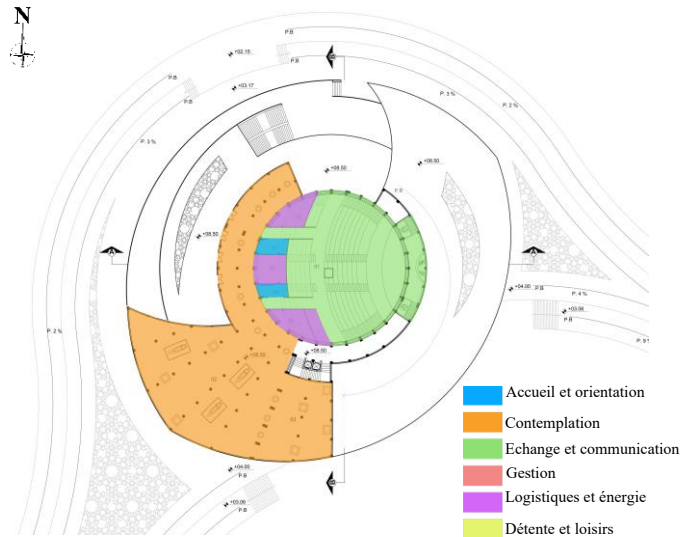 N
P.B
+02.15
P.B
P.B
+03.17
P.B
P. 3 %
P. 2 %
P. 3 %
+08.50
+08.50
+08.50
P. 2 %
+04.00
P.B
P. 4 %
+03.06
P.B
+08.50
+08.50
+04.00
P.B
+03.06
P.B
Accueil et orientation
Contemplation
Echange et communication
Gestion
Logistiques et énergie
Détente et loisirs